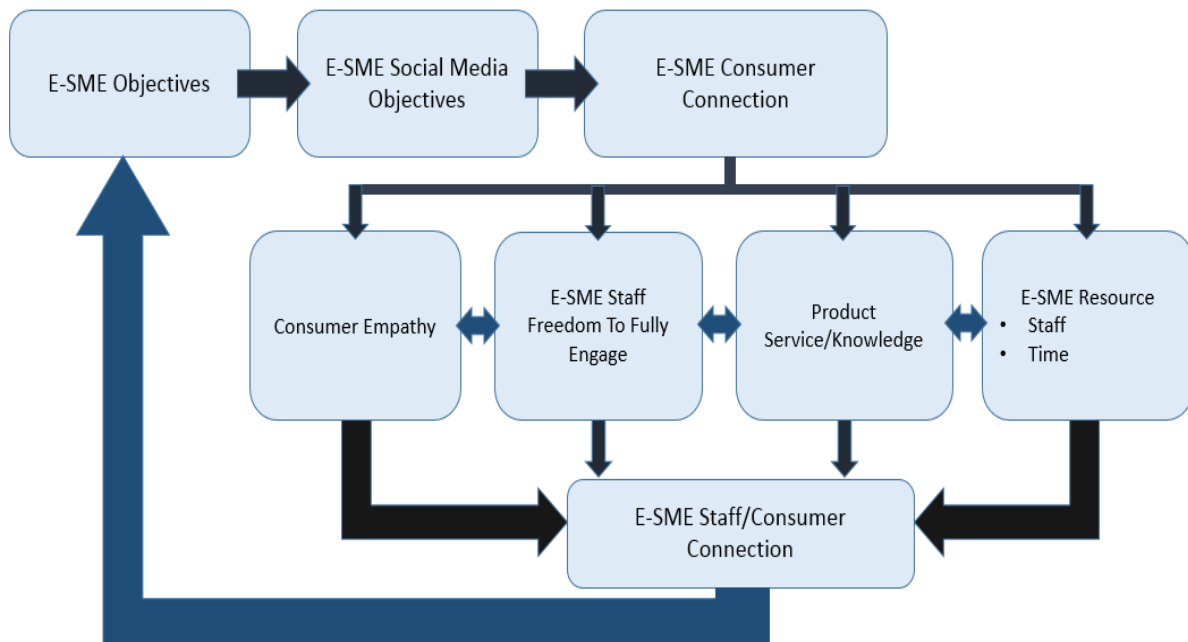 E-SME Objectives
E-SME Social Media
Objectives
E-SME Consumer
Connection
Consumer Empathy
E-SME Staff
Freedom To Fully
Engage
Product
Service/Knowledge
E-SME Resource
• Staff
• Time
E-SME Staff/Consumer
Connection